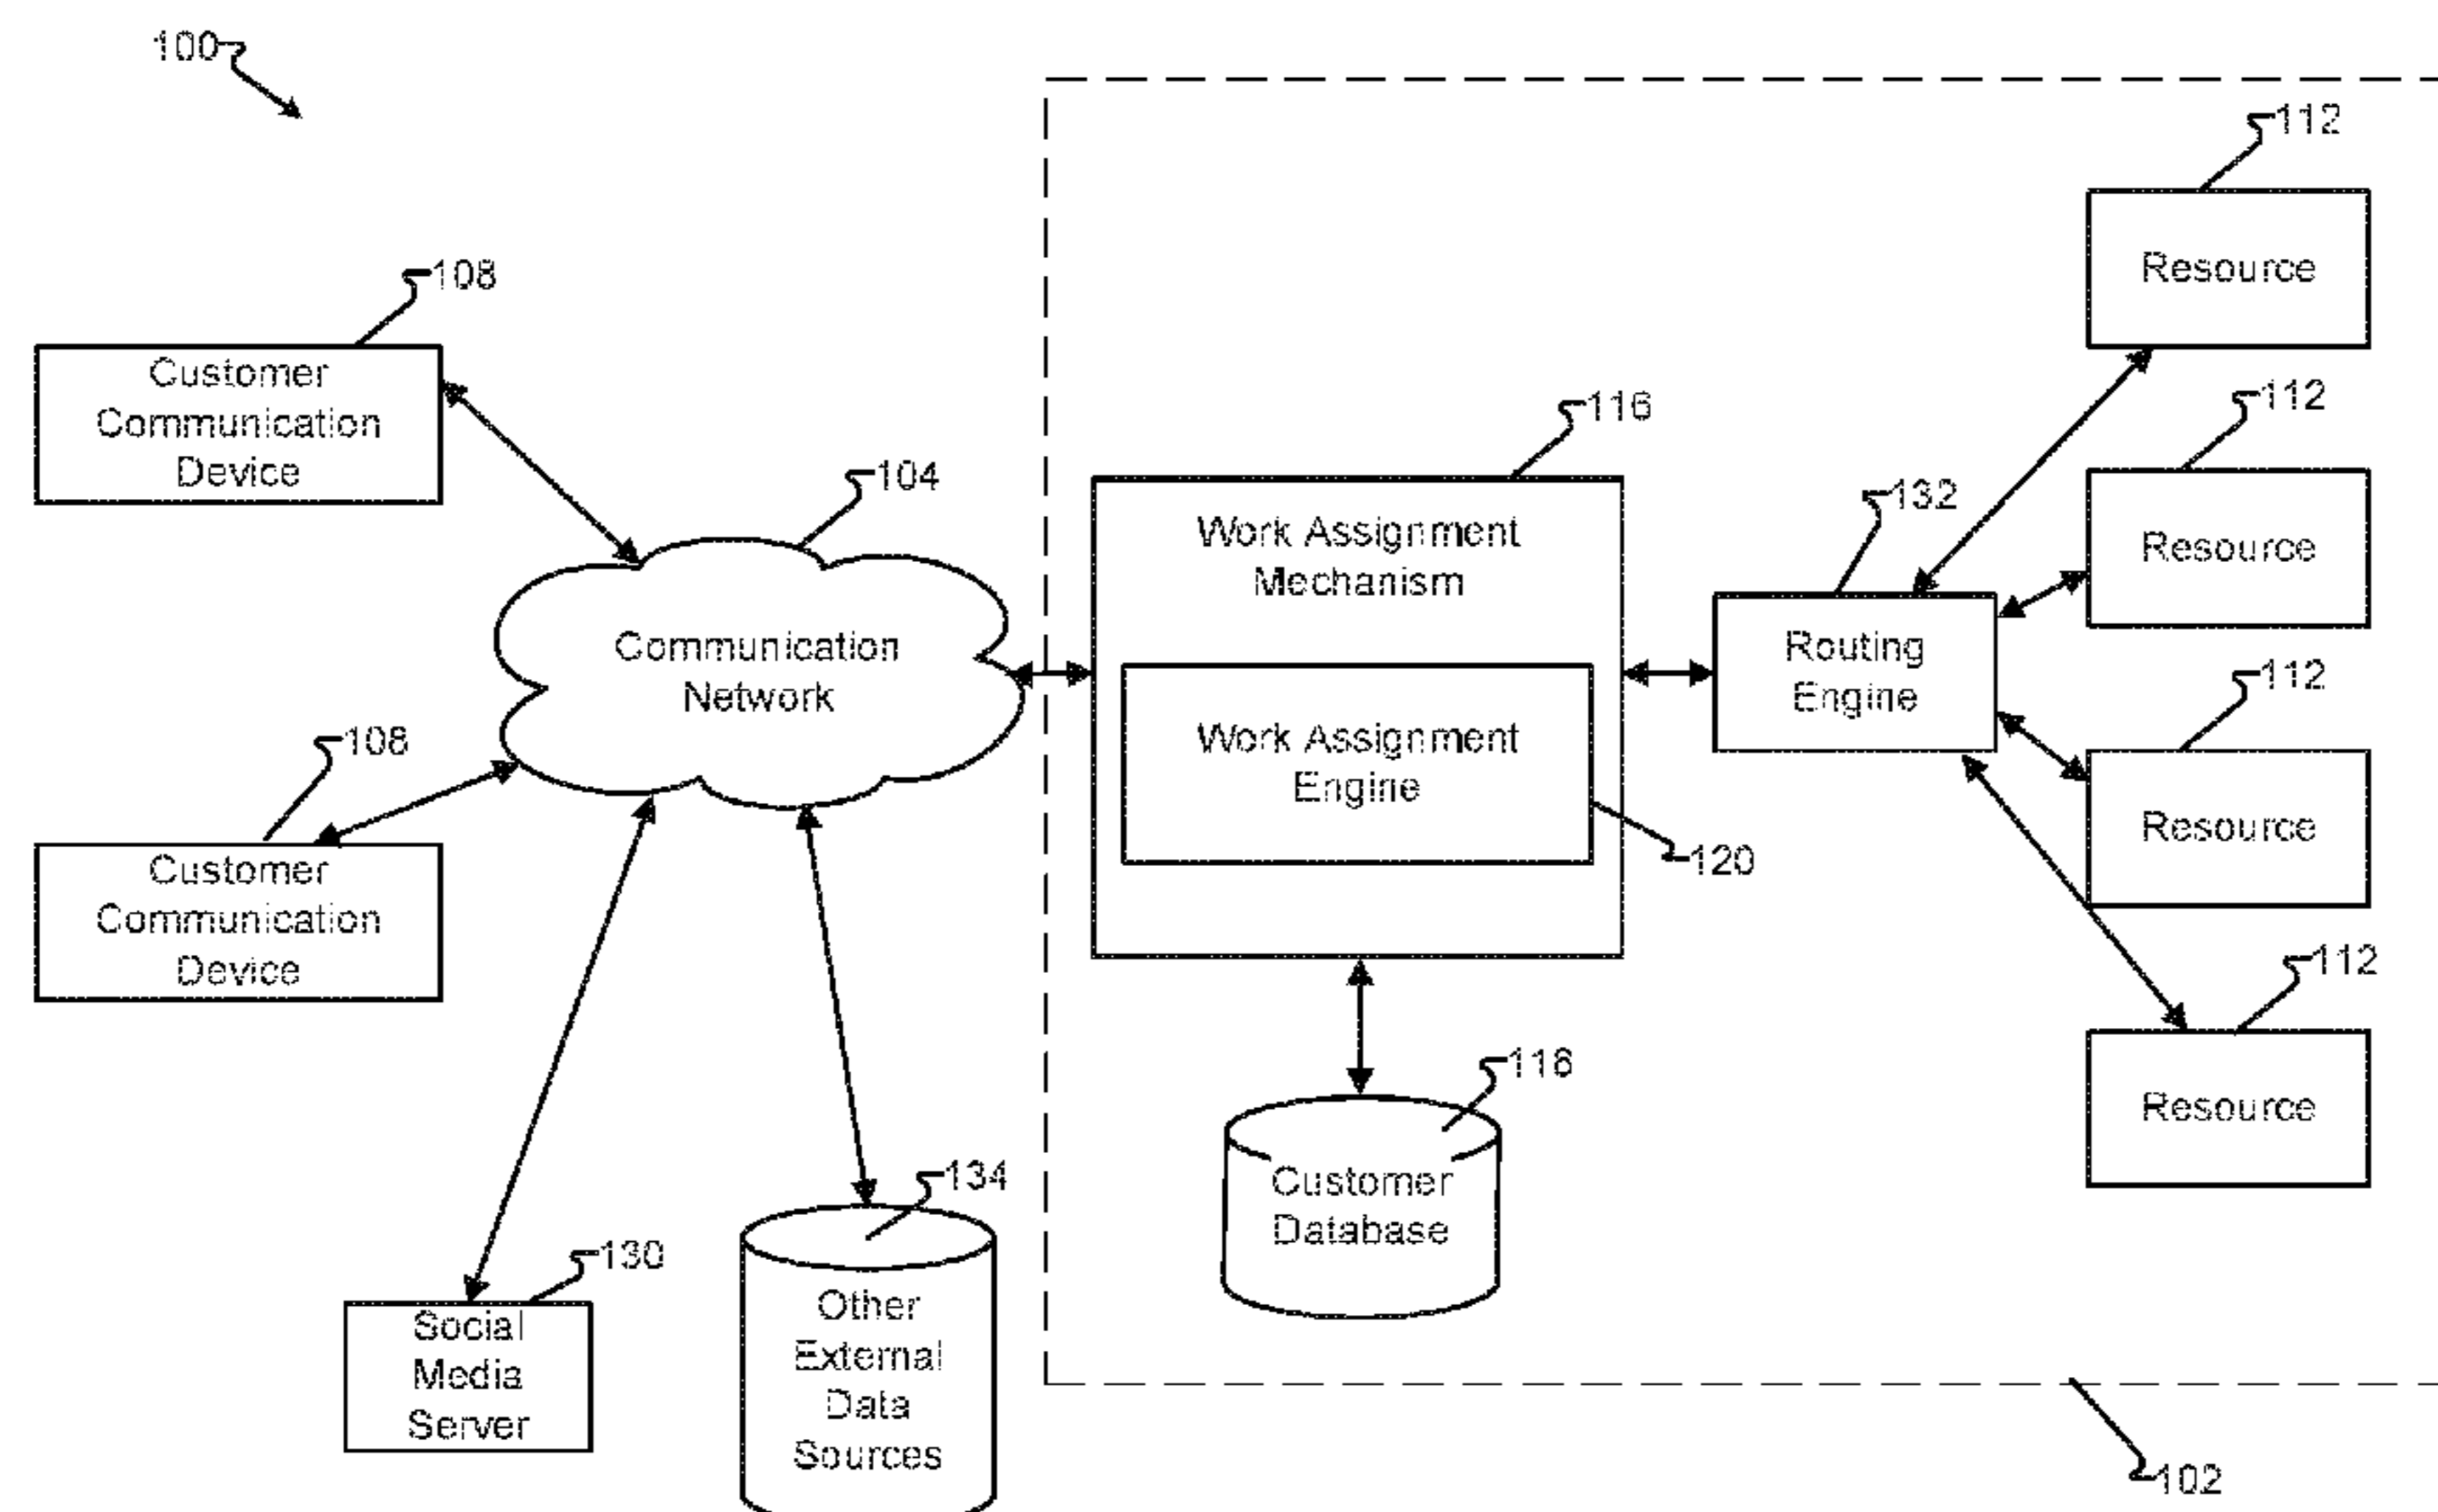 100
112
Resource
108
Customer
Communication
Device
112
116
Resource
104
132
Work Assignment
Mechanism
Communication
Network
Routing
Engine
112
Work Assignment
Engine
108
Resource
120
Customer
Communication
Device
112
118
Resource
Customer
Database
134
130
Other
External
Data
Sources
Social
Media
Server
102